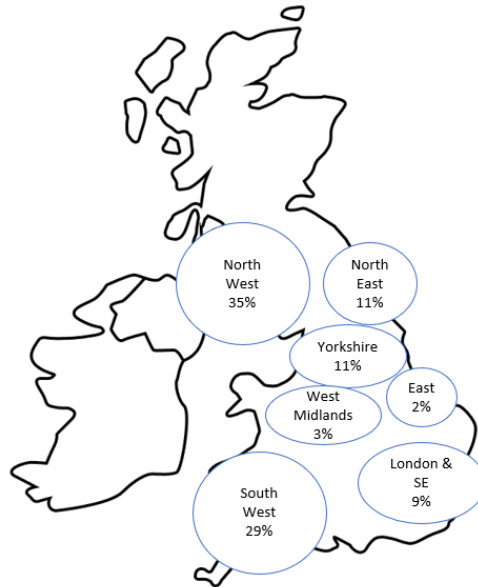 North
West
35%
North
East
11%
Yorkshire
11%
West
Midlands
3%
East
2%
London &
SE
9%
South
West
29%